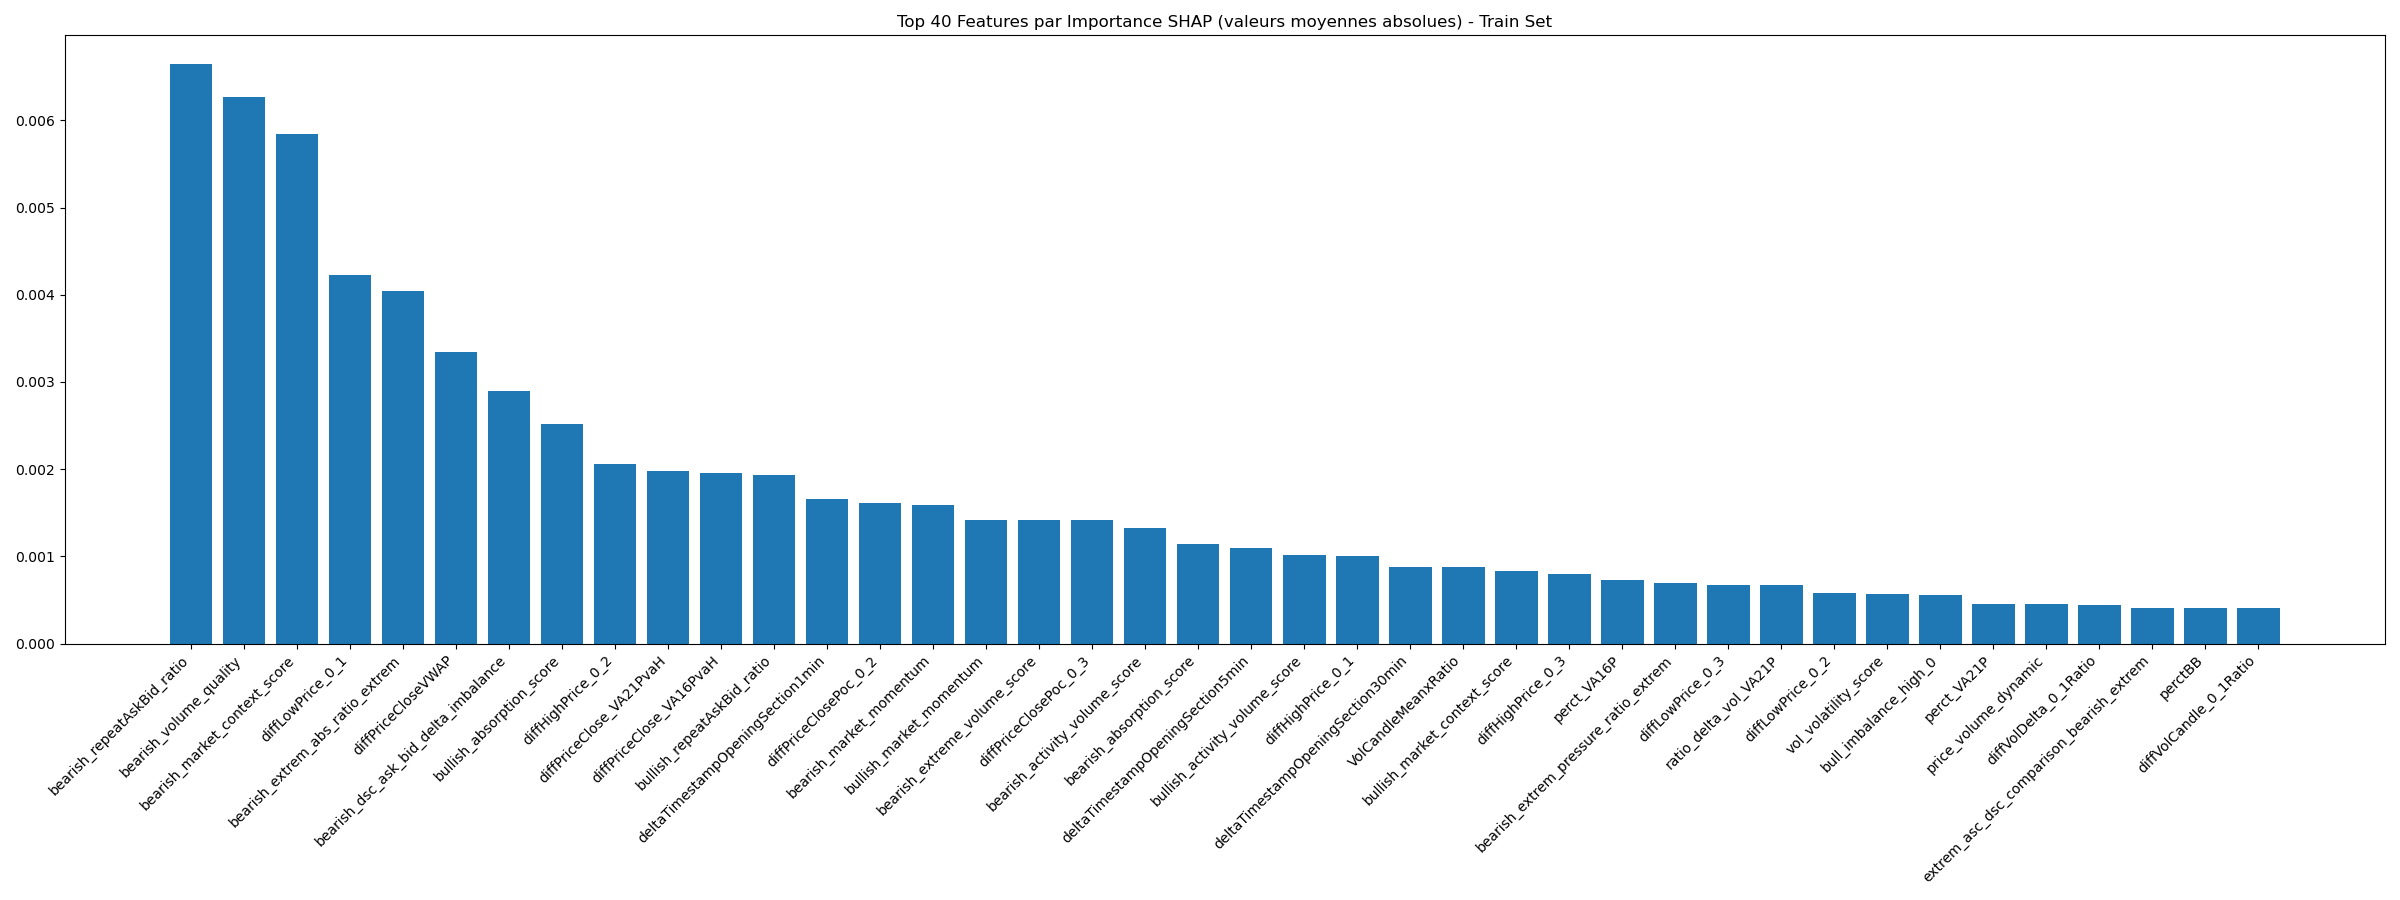 Top 40 Features par Importance SHAP (valeurs moyennes absolues) - Train Set
0.006
0.005
0.004
0.003
0.002
0.001
0.000
bearish_repeatAskBid_ratio
bearish_volume_quality
bearish_market_context_score
diffLowPrice_0_1
bearish_extrem_abs_ratio_extrem
diffPriceCloseVWAP
bearish_dsc_ask_bid_delta_imbalance
bullish_absorption_score
diffHighPrice_0_2
diffPriceClose_VA21PvaH
diffPriceClose_VA16PvaH
bullish_repeatAskBid_ratio
deltaTimestampOpeningSection1min
diffPriceClosePoc_0_2
bearish_market_momentum
bullish_market_momentum
bearish_extreme_volume_score
diffPriceClosePoc_0_3
bearish_activity_volume_score
bearish_absorption_score
deltaTimestampOpeningSection5min
bullish_activity_volume_score
diffHighPrice_0_1
deltaTimestampOpeningSection30min
VolCandleMeanxRatio
bullish_market_context_score
diffHighPrice_0_3
perct_VA16P
bearish_extrem_pressure_ratio_extrem
diffLowPrice_0_3
ratio_delta_vol_VA21P
diffLowPrice_0_2
vol_volatility_score
bull_imbalance_high_0
perct_VA21P
price_volume_dynamic
diffVolDelta_0_1Ratio
extrem_asc_dsc_comparison_bearish_extrem
perctBB
diffVolCandle_0_1Ratio